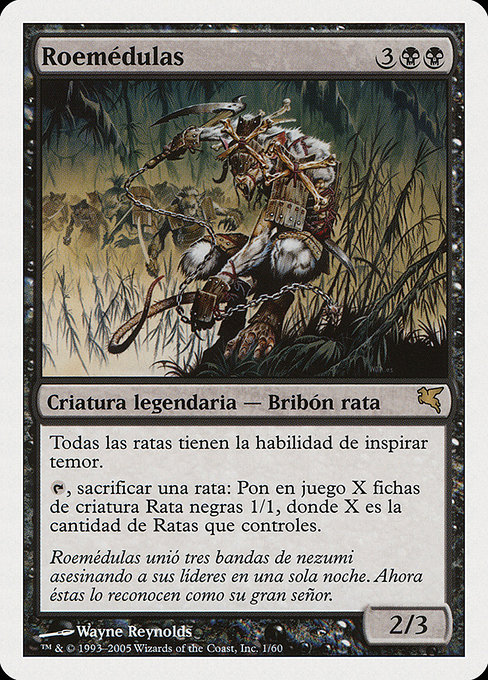 Roemédulas 3
Criatura legendaria — Bribón rata
Todas las ratas tienen la habilidad de inspirar
temor.
, sacrificar una rata: Pon en juego X fichas
de criatura Rata negras 1/1, donde X es la
cantidad de Ratas que controles.
Roemédulas unió tres bandas de nezumi
asesinando a sus líderes en una sola noche. Ahora
éstas lo reconocen como su gran señor.
Wayne Reynolds
2/3
™ & © 1993–2005 Wizards of the Coast, Inc. 1/60